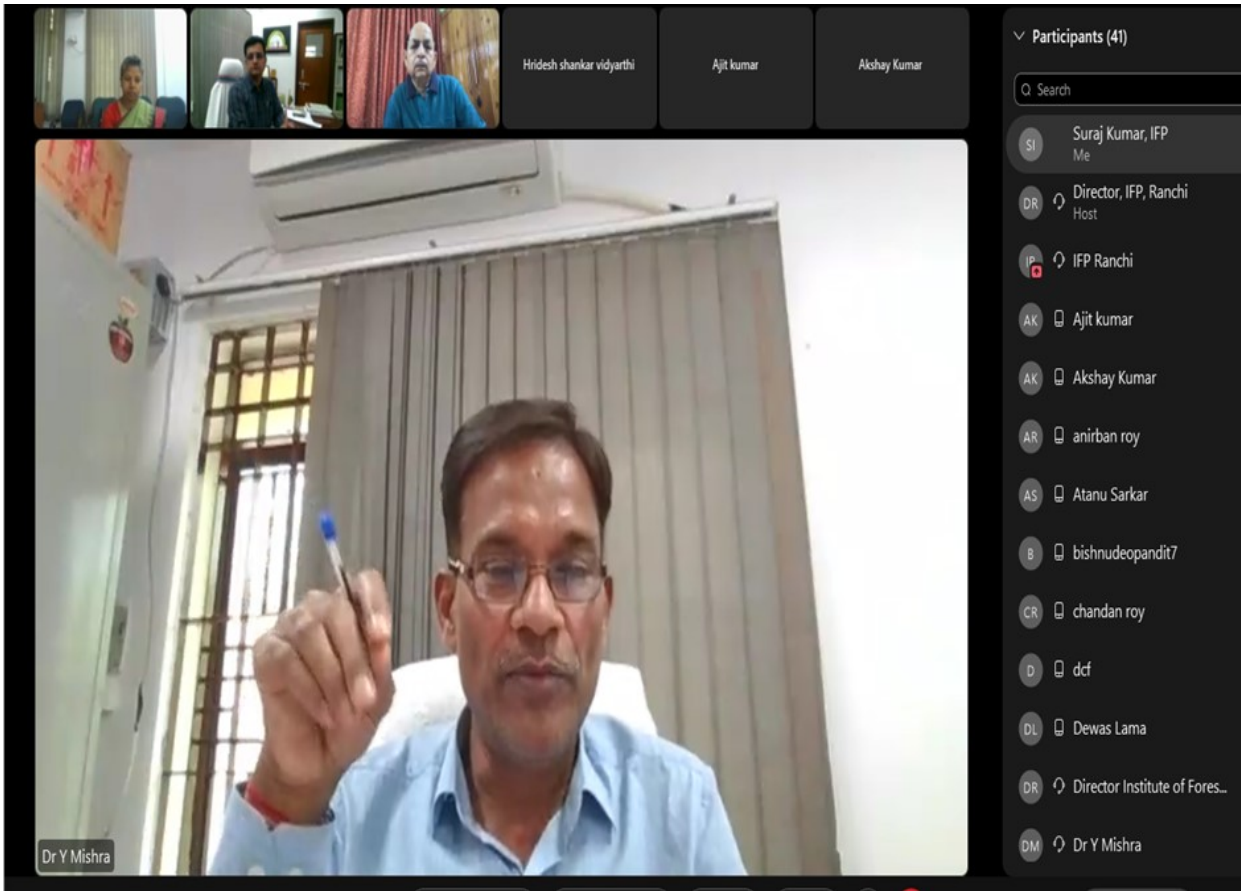 Hridesh shankar vidyarthi
Ajit kumar
Akshay Kumar
Dr Y Mishra
Participants (41)
Search
SI
Suraj Kumar, IFP
Me
DR
Director, IFP, Ranchi
Host
IR
IFP Ranchi
AK
Ajit kumar
AK
Akshay Kumar
AR
anirban roy
AS
Atanu Sarkar
B
bishnudeopandit7
CR
chandan roy
D
dcf
DL
Dewas Lama
DR
Director Institute of Fores...
DM
Dr Y Mishra